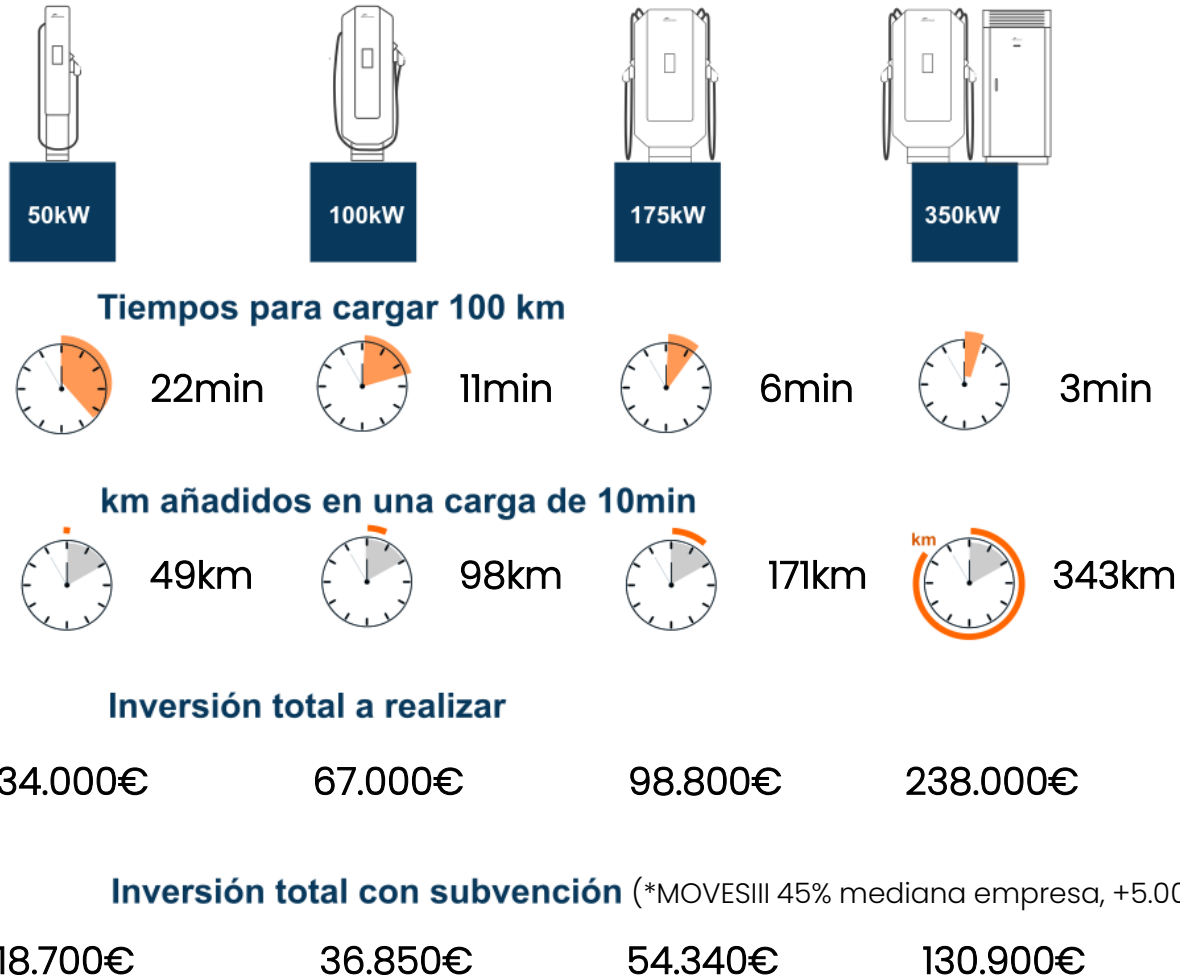 50kW 100kW 175kW 350kW
Tiempos para cargar 100 km
22min 11min 6min 3min
km añadidos en una carga de 10min
km
49km 98km 171km 343km
Inversión total a realizar
34.000€ 67.000€ 98.800€ 238.000€
Inversión total con subvención (*MOVESIII 45% mediana empresa, +5.00
18.700€ 36.850€ 54.340€ 130.900€